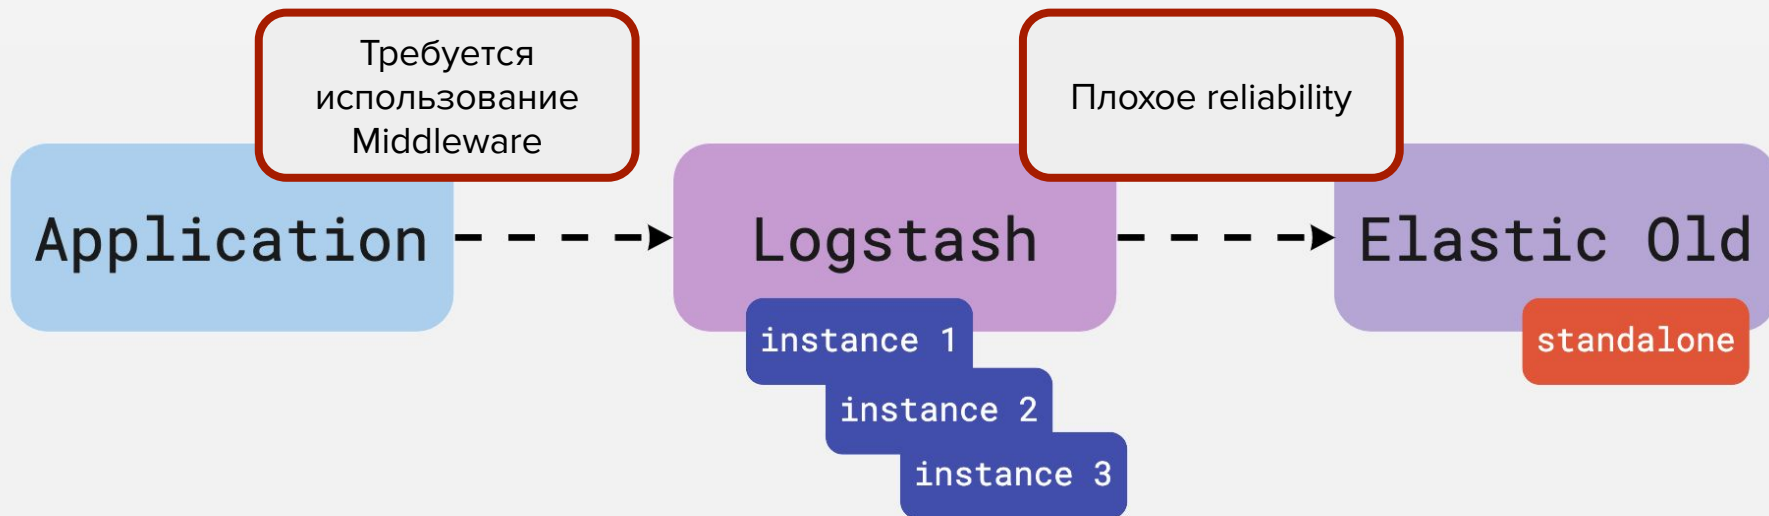 Требуется
использование
Middleware
Плохое reliability
Application
Logstash
Elastic Old
instance 1
standalone
instance 2
instance 3